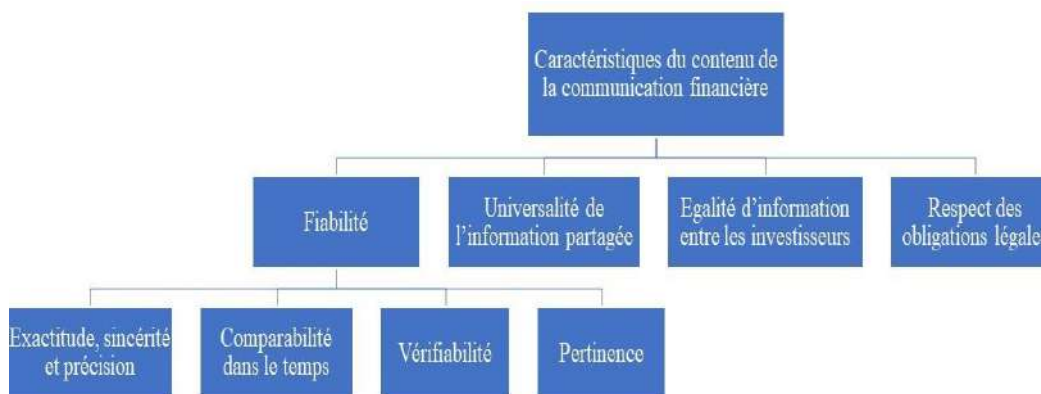 Caractéristiques du contenu de
la communication financière
Fiabilité
Universalité de
l'information partagée
Egalité d'information
entre les investisseurs
Respect des
obligations légale
Exactitude, sincérité
et précision
Comparabilité
dans le temps
Vérifiabilité
Pertinence